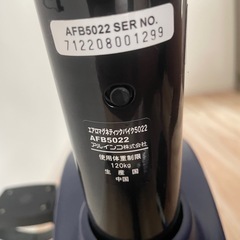 AFB5022 SER NO.
712208001299
エアロマグネティックバイク5022
AFB5022
アルインコ株式会社
使用体重制限
120kg
生産国
中国